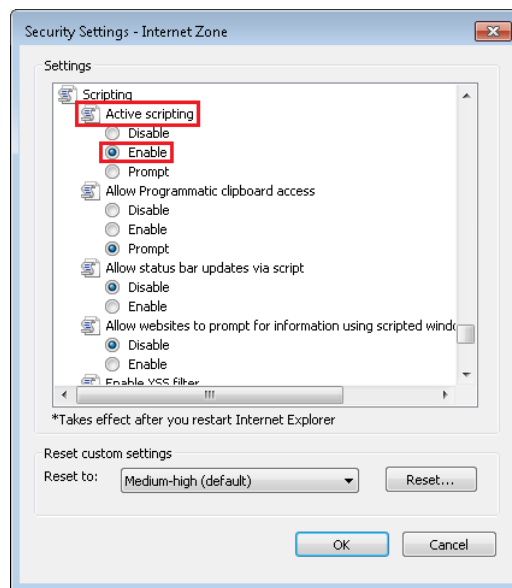 Security Settings - Internet Zone
Settings
Scripting
Active scripting
Disable
Enable
Prompt
Allow Programmatic clipboard access
Disable
Enable
Prompt
Allow status bar updates via script
Disable
Enable
Allow websites to prompt for information using scripted windo
Disable
Enable
Enable XSS filter
*Takes effect after you restart Internet Explorer
Reset custom settings
Reset to: Medium-high (default) Reset...
OK Cancel